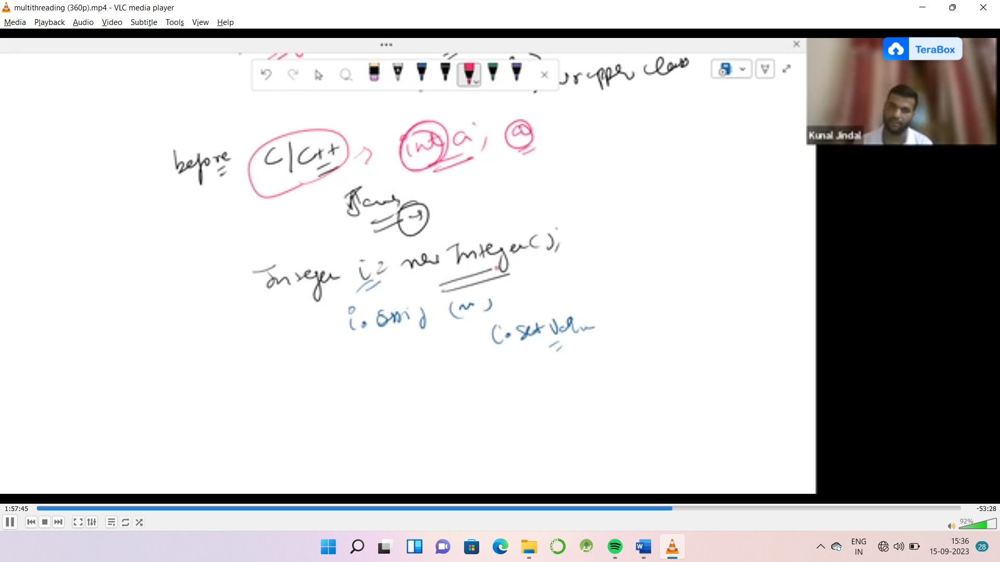 multithreading (360p).mp4 - VLC media player
Media Playback Audio Video Subtitle Tools View Help
TeraBox
wrapper class
Kunal Jindal
before C/C++ int a;
Java
Integer i = new Integer();
i.
i.setValue
1:57:45
-53:28
92%
ENG
IN
15:36
15-09-2023
28